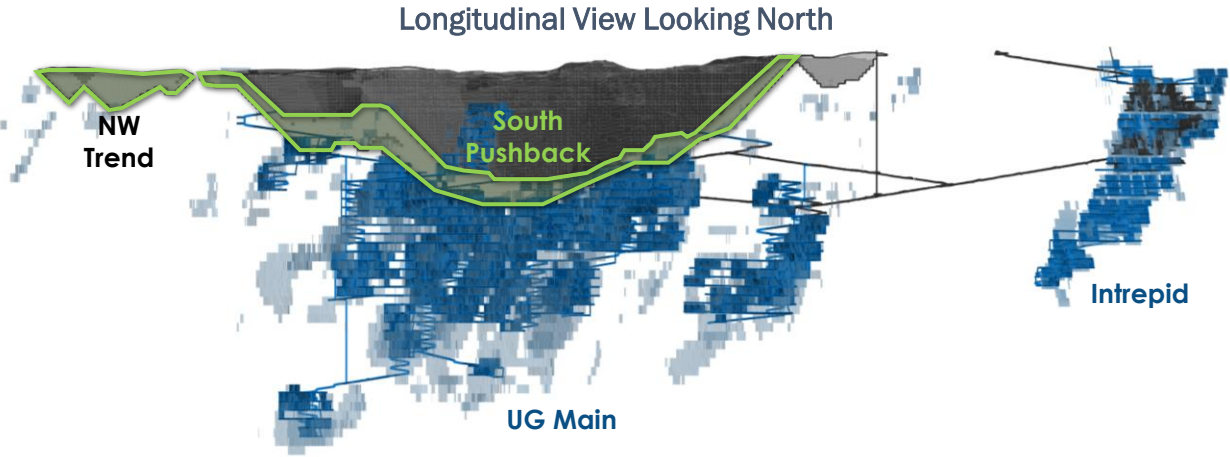 Longitudinal View Looking North
NW
Trend
South
Pushback
Intrepid
UG Main